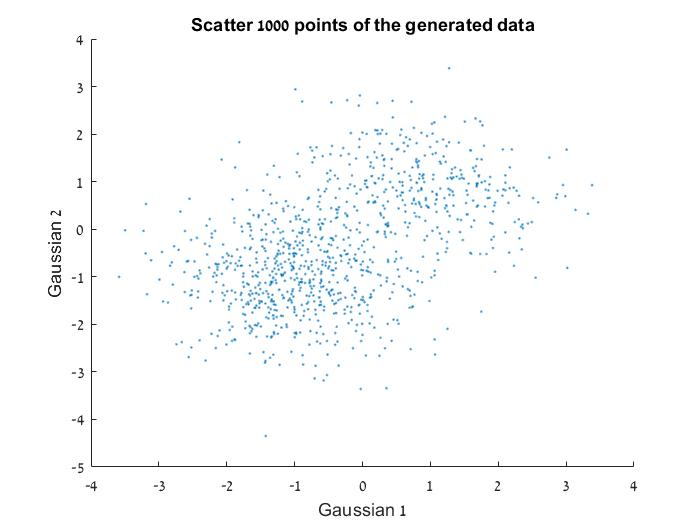 Scatter 1000 points of the generated data
4
3
2
1
0
-1
-2
-3
-4
-5
Gaussian 2
-4 -3 -2 -1 0 1 2 3 4
Gaussian 1